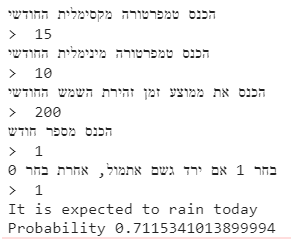 הכנס טמפרטורה מקסימלית החודשי
> 15
הכנס טמפרטורה מינימלית החודשי
> 10
הכנס את ממוצע זמן זהירת השמש החודשי
> 200
הכנס מספר חודש
> 1
בחר 1 אם ירד גשם אתמול, אחרת בחר 0
> 1
It is expected to rain today
Probability 0.7115341013899994